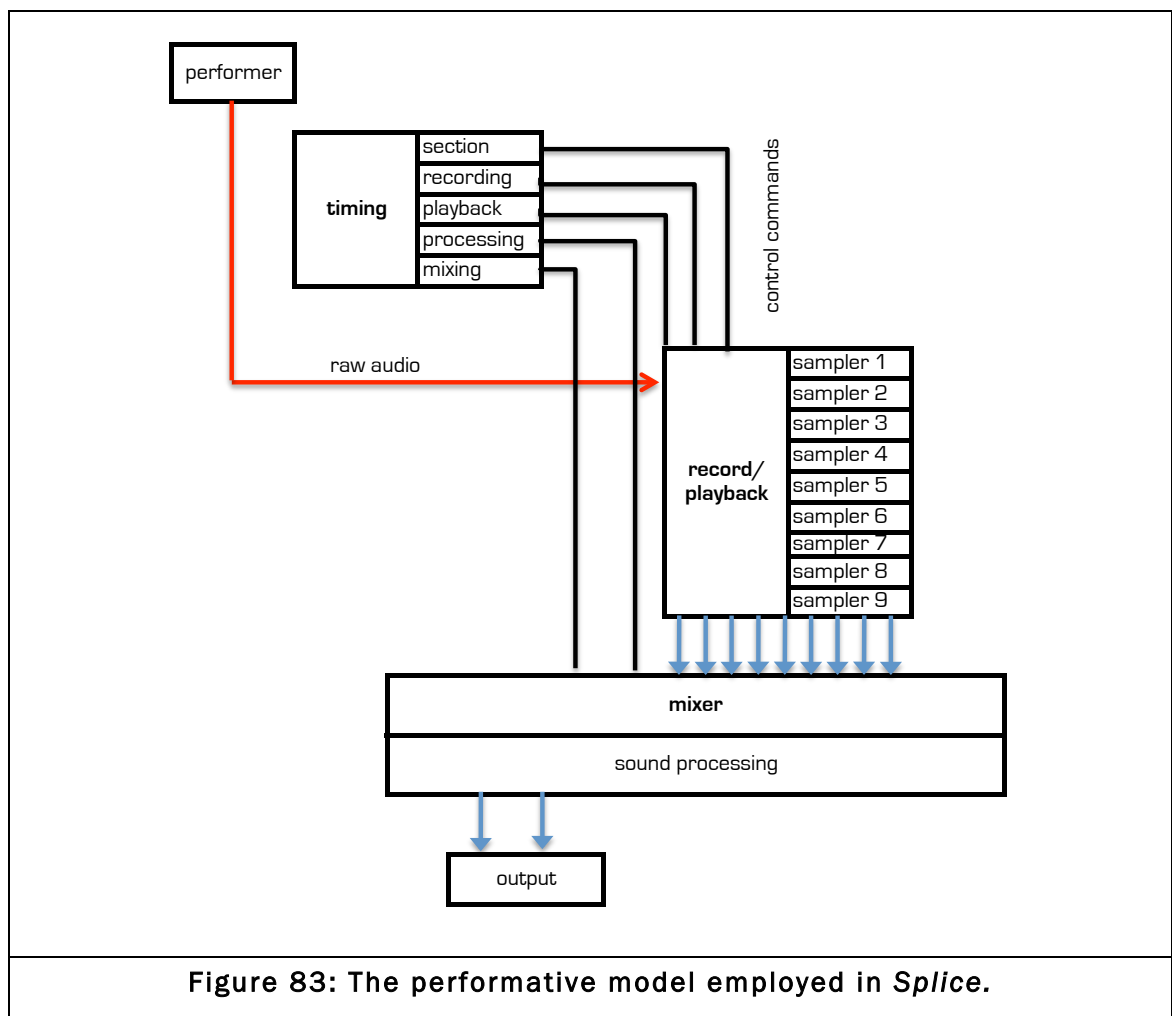 performer
timing
section
recording
playback
processing
mixing
control commands
raw audio
record/
playback
sampler 1
sampler 2
sampler 3
sampler 4
sampler 5
sampler 6
sampler 7
sampler 8
sampler 9
mixer
sound processing
output
Figure 83: The performative model employed in Splice.